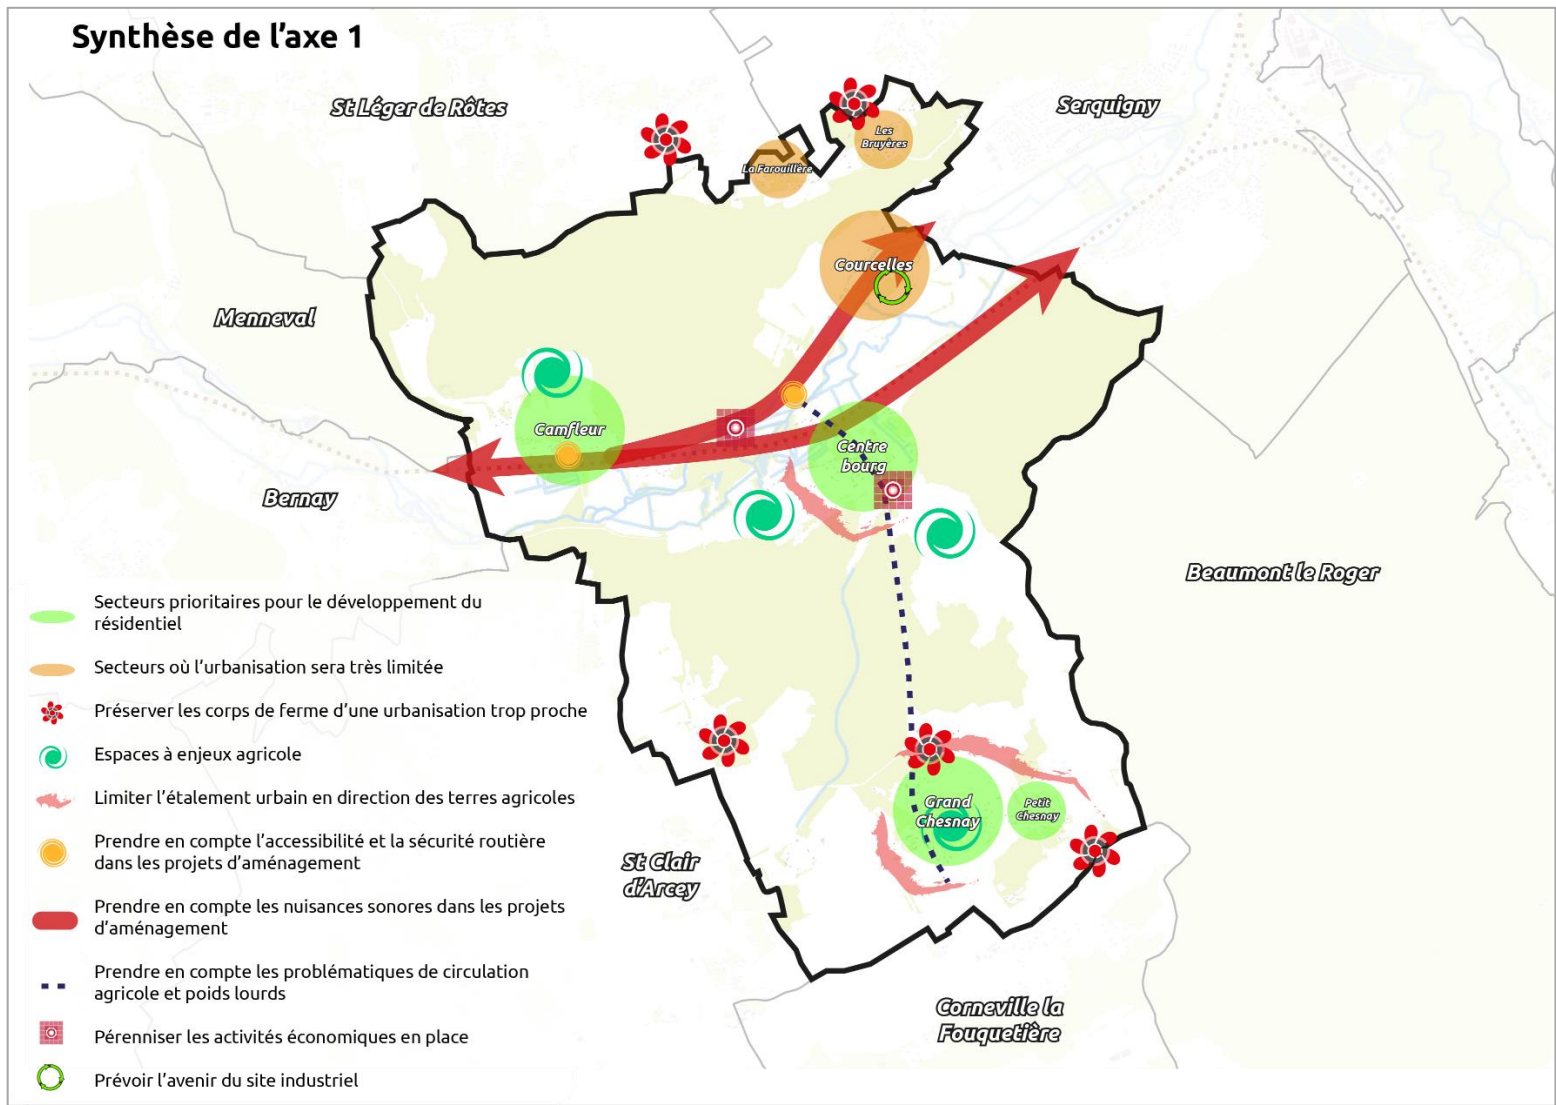 Synthèse de l'axe 1
St Léger de Rôtes
Serquigny
Les
Bruyères
La Farouillère
Courcelles
Menneval
Camfleur
Centre
bourg
Bernay
Beaumont le Roger
Grand
Chesnay
Petit
Chesnay
St Clair
d'Arcey
Corneville la
Fouquetière
Secteurs prioritaires pour le développement du
résidentiel
Secteurs où l'urbanisation sera très limitée
Préserver les corps de ferme d'une urbanisation trop proche
Espaces à enjeux agricole
Limiter l'étalement urbain en direction des terres agricoles
Prendre en compte l'accessibilité et la sécurité routière
dans les projets d'aménagement
Prendre en compte les nuisances sonores dans les projets
d'aménagement
Prendre en compte les problématiques de circulation
agricole et poids lourds
Pérenniser les activités économiques en place
Prévoir l'avenir du site industriel